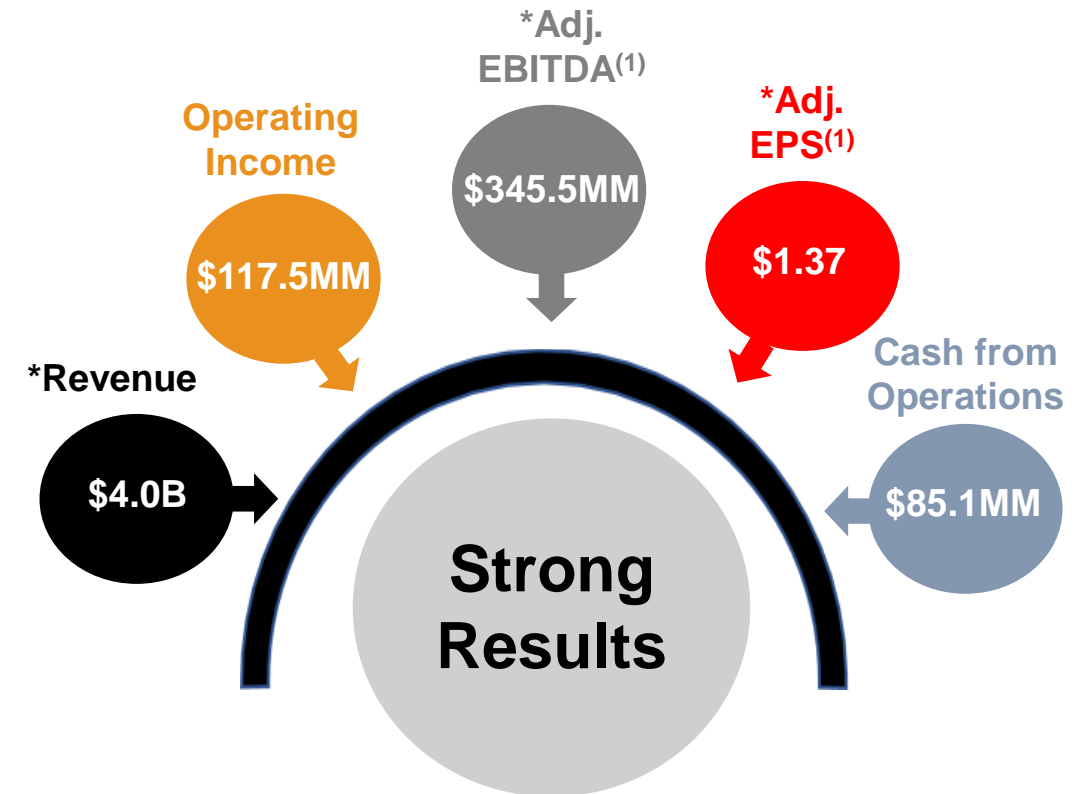 *Revenue
$4.0B
Operating
Income
$117.5MM
*Adj.
EBITDA(1)
$345.5MM
*Adj.
EPS(1)
$1.37
Cash from
Operations
$85.1MM
Strong
Results